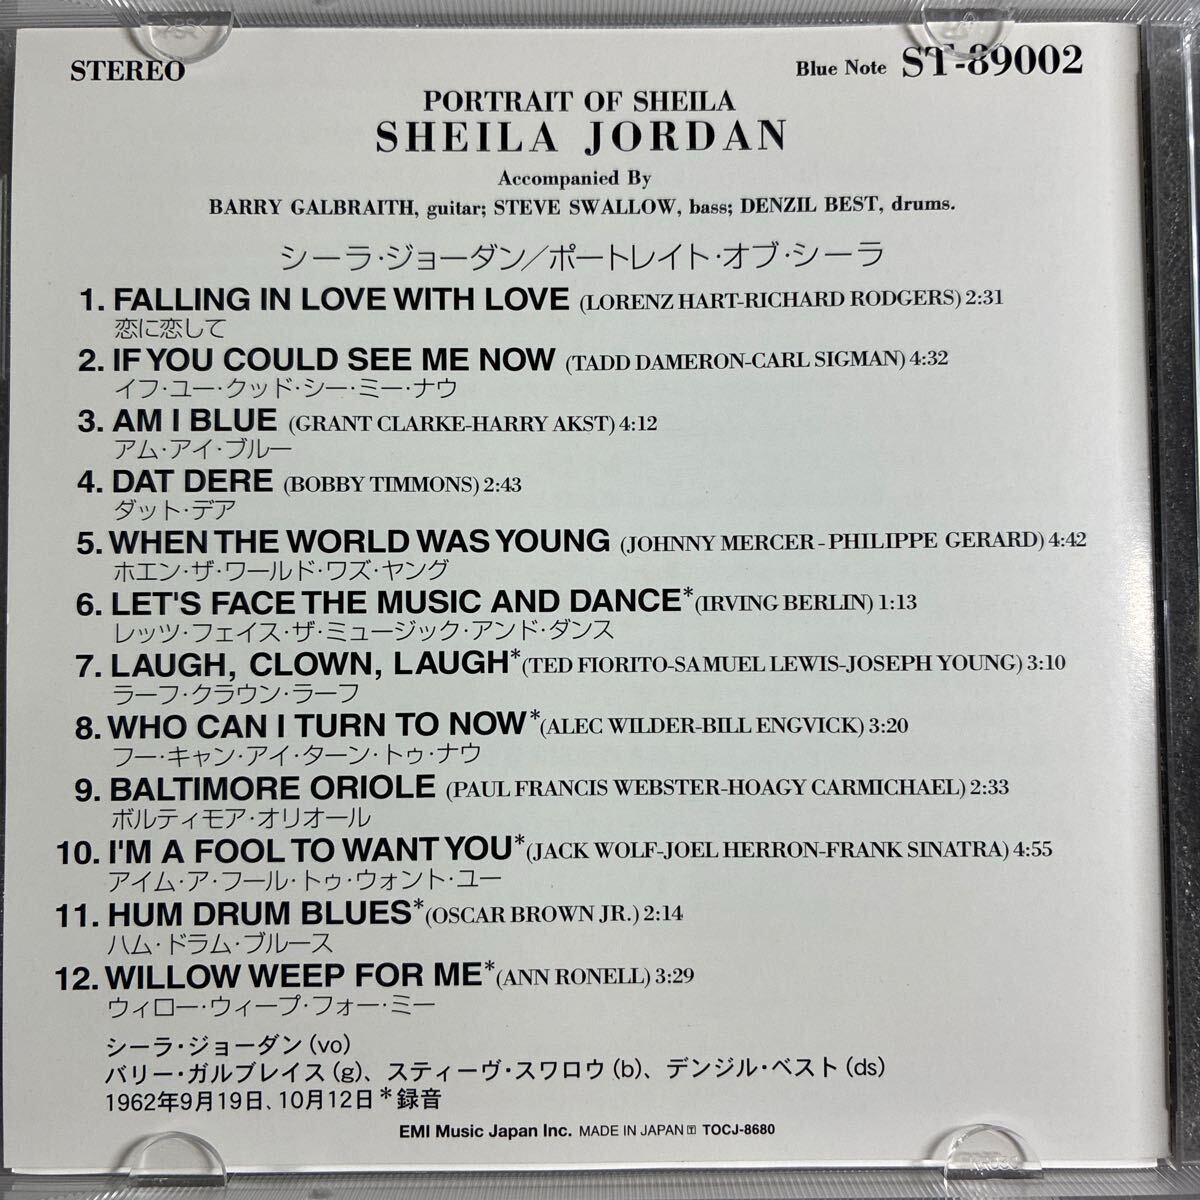 STEREO
Blue Note ST-89002
PORTRAIT OF SHEILA
SHEILA JORDAN
Accompanied By
BARRY GALBRAITH, guitar; STEVE SWALLOW, bass; DENZIL BEST, drums.
シーラ・ジョーダン/ポートレイト・オブ・シーラ
1. FALLING IN LOVE WITH LOVE (LORENZ HART-RICHARD RODGERS) 2:31
恋に恋して
2. IF YOU COULD SEE ME NOW (TADD DAMERON-CARL SIGMAN) 4:32
イフ・ユー・クッド・シー・ミー・ナウ
3. AM I BLUE (GRANT CLARKE-HARRY AKST) 4:12
アム・アイ・ブルー
4. DAT DERE (BOBBY TIMMONS) 2:43
ダット・デア
5. WHEN THE WORLD WAS YOUNG (JOHNNY MERCER-PHILIPPE GERARD) 4:42
ホエン・ザ・ワールド・ワズ・ヤング
6. LET'S FACE THE MUSIC AND DANCE*(IRVING BERLIN) 1:13
レッツ・フェイス・ザ・ミュージック・アンド・ダンス
7. LAUGH, CLOWN, LAUGH*(TED FIORITO-SAMUEL LEWIS-JOSEPH YOUNG) 3:10
ラーフ・クラウン・ラーフ
8. WHO CAN I TURN TO NOW*(ALEC WILDER-BILL ENGVICK) 3:20
フー・キャン・アイ・ターン・トゥ・ナウ
9. BALTIMORE ORIOLE (PAUL FRANCIS WEBSTER-HOAGY CARMICHAEL) 2:33
ボルティモア・オリオール
10. I'M A FOOL TO WANT YOU*(JACK WOLF-JOEL HERRON-FRANK SINATRA) 4:55
アイム・ア・フール・トゥ・ウォント・ユー
11. HUM DRUM BLUES*(OSCAR BROWN JR.) 2:14
ハム・ドラム・ブルース
12. WILLOW WEEP FOR ME*(ANN RONELL) 3:29
ウィロー・ウィープ・フォー・ミー
シーラ・ジョーダン(vo)
バリー・ガルブレイス(g)、スティーヴ・スワロウ(b)、デンジル・ベスト(ds)
1962年9月19日、10月12日*録音
EMI Music Japan Inc. MADE IN JAPAN Ⓨ TOCJ-8680